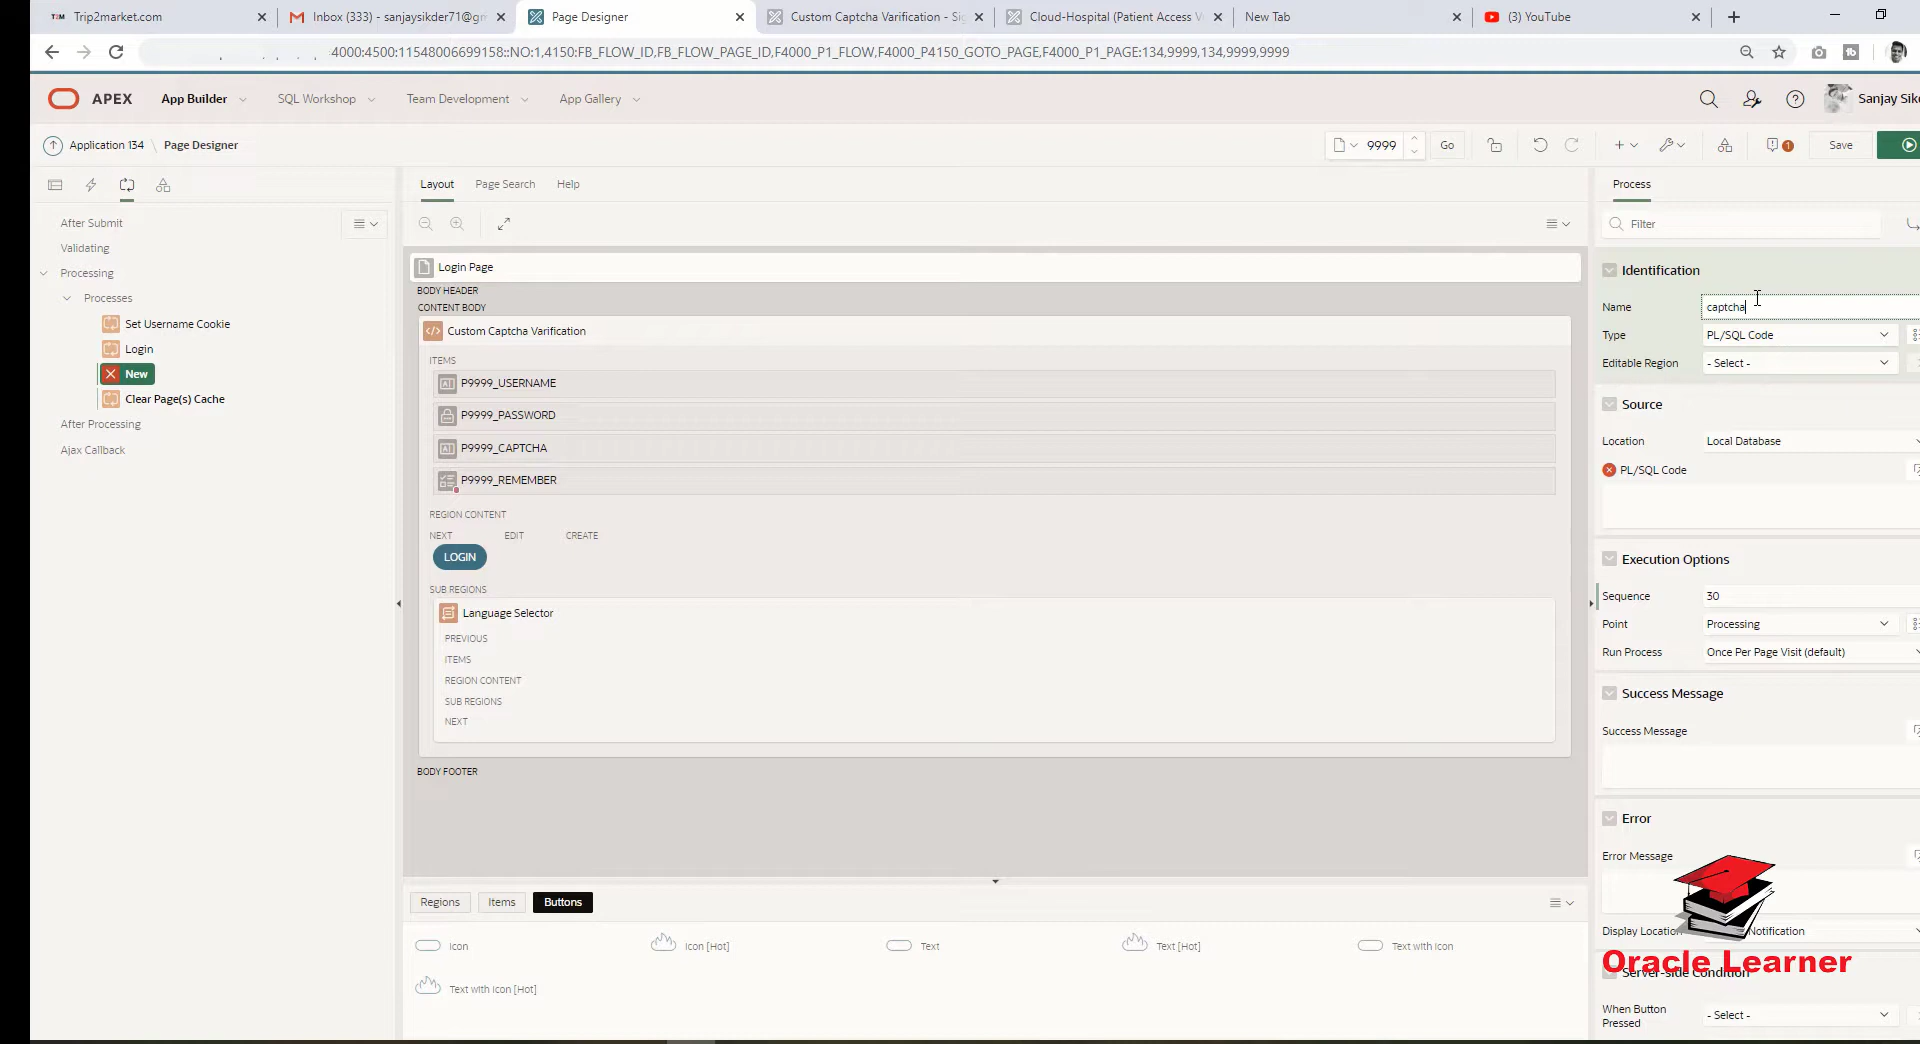 Trip2market.com
Inbox (333) - sanjaysikder71@gm
Page Designer
Custom Captcha Varification - Sig
Cloud-Hospital (Patient Access V
New Tab
(3) YouTube
4000:4500:11548006699158::NO:1,4150:FB_FLOW_ID,FB_FLOW_PAGE_ID,F4000_P1_FLOW,F4000_P4150_GOTO_PAGE,F4000_P1_PAGE:134,9999,134,9999,9999
APEX
App Builder
SQL Workshop
Team Development
App Gallery
Sanjay Sik
Application 134
\
Page Designer
9999
Go
1
Save
Layout
Page Search
Help
Process
After Submit
Validating
Processing
Processes
Set Username Cookie
Login
New
Clear Page(s) Cache
After Processing
Ajax Callback
Login Page
BODY HEADER
CONTENT BODY
Custom Captcha Varification
ITEMS
P9999_USERNAME
P9999_PASSWORD
P9999_CAPTCHA
P9999_REMEMBER
REGION CONTENT
NEXT
EDIT
CREATE
LOGIN
SUB REGIONS
Language Selector
PREVIOUS
ITEMS
REGION CONTENT
SUB REGIONS
NEXT
BODY FOOTER
Regions
Items
Buttons
Icon
Icon [Hot]
Text
Text [Hot]
Text with Icon
Text with Icon [Hot]
Filter
Identification
Name
captcha
Type
PL/SQL Code
Editable Region
- Select -
Source
Location
Local Database
PL/SQL Code
Execution Options
Sequence
30
Point
Processing
Run Process
Once Per Page Visit (default)
Success Message
Success Message
Error
Error Message
Display Location
Notification
Oracle Learner
Server-side Condition
When Button
Pressed
- Select -